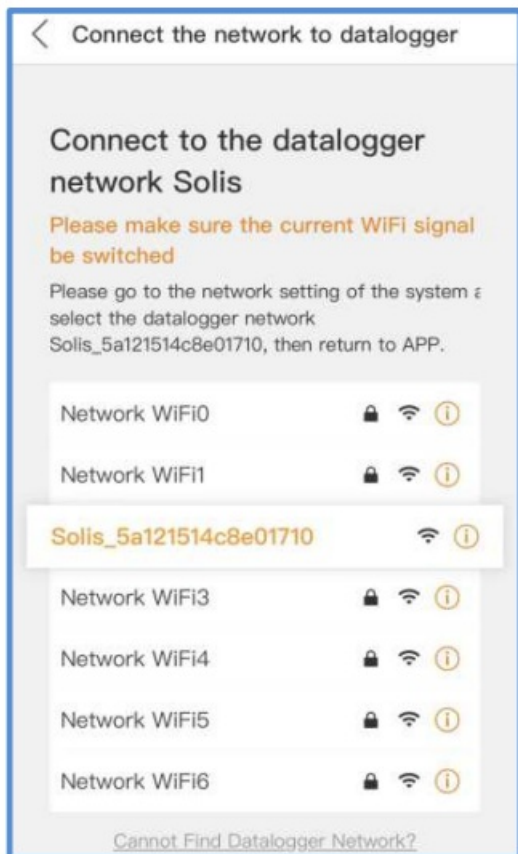 Connect the network to datalogger
Connect to the datalogger
network Solis
Please make sure the current WiFi signal
be switched
Please go to the network setting of the system
select the datalogger network
Solis_5a121514c8e01710, then return to APP.
Network WiFi0
Network WiFi1
Solis_5a121514c8e01710
Network WiFi3
Network WiFi4
Network WiFi5
Network WiFi6
Cannot Find Datalogger Network?